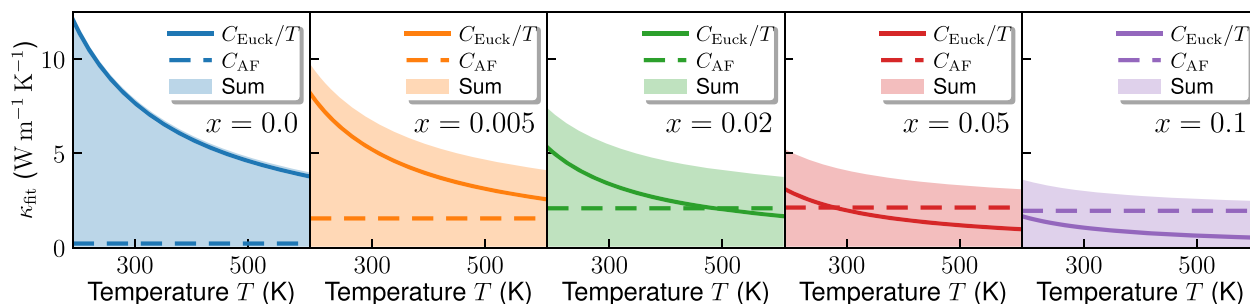 κ_fit (W m⁻¹ K⁻¹)
10
5
0
C_Euck/T
C_AF
Sum
x = 0.0
300
500
Temperature T (K)
C_Euck/T
C_AF
Sum
x = 0.005
300
500
Temperature T (K)
C_Euck/T
C_AF
Sum
x = 0.02
300
500
Temperature T (K)
C_Euck/T
C_AF
Sum
x = 0.05
300
500
Temperature T (K)
C_Euck/T
C_AF
Sum
x = 0.1
300
500
Temperature T (K)